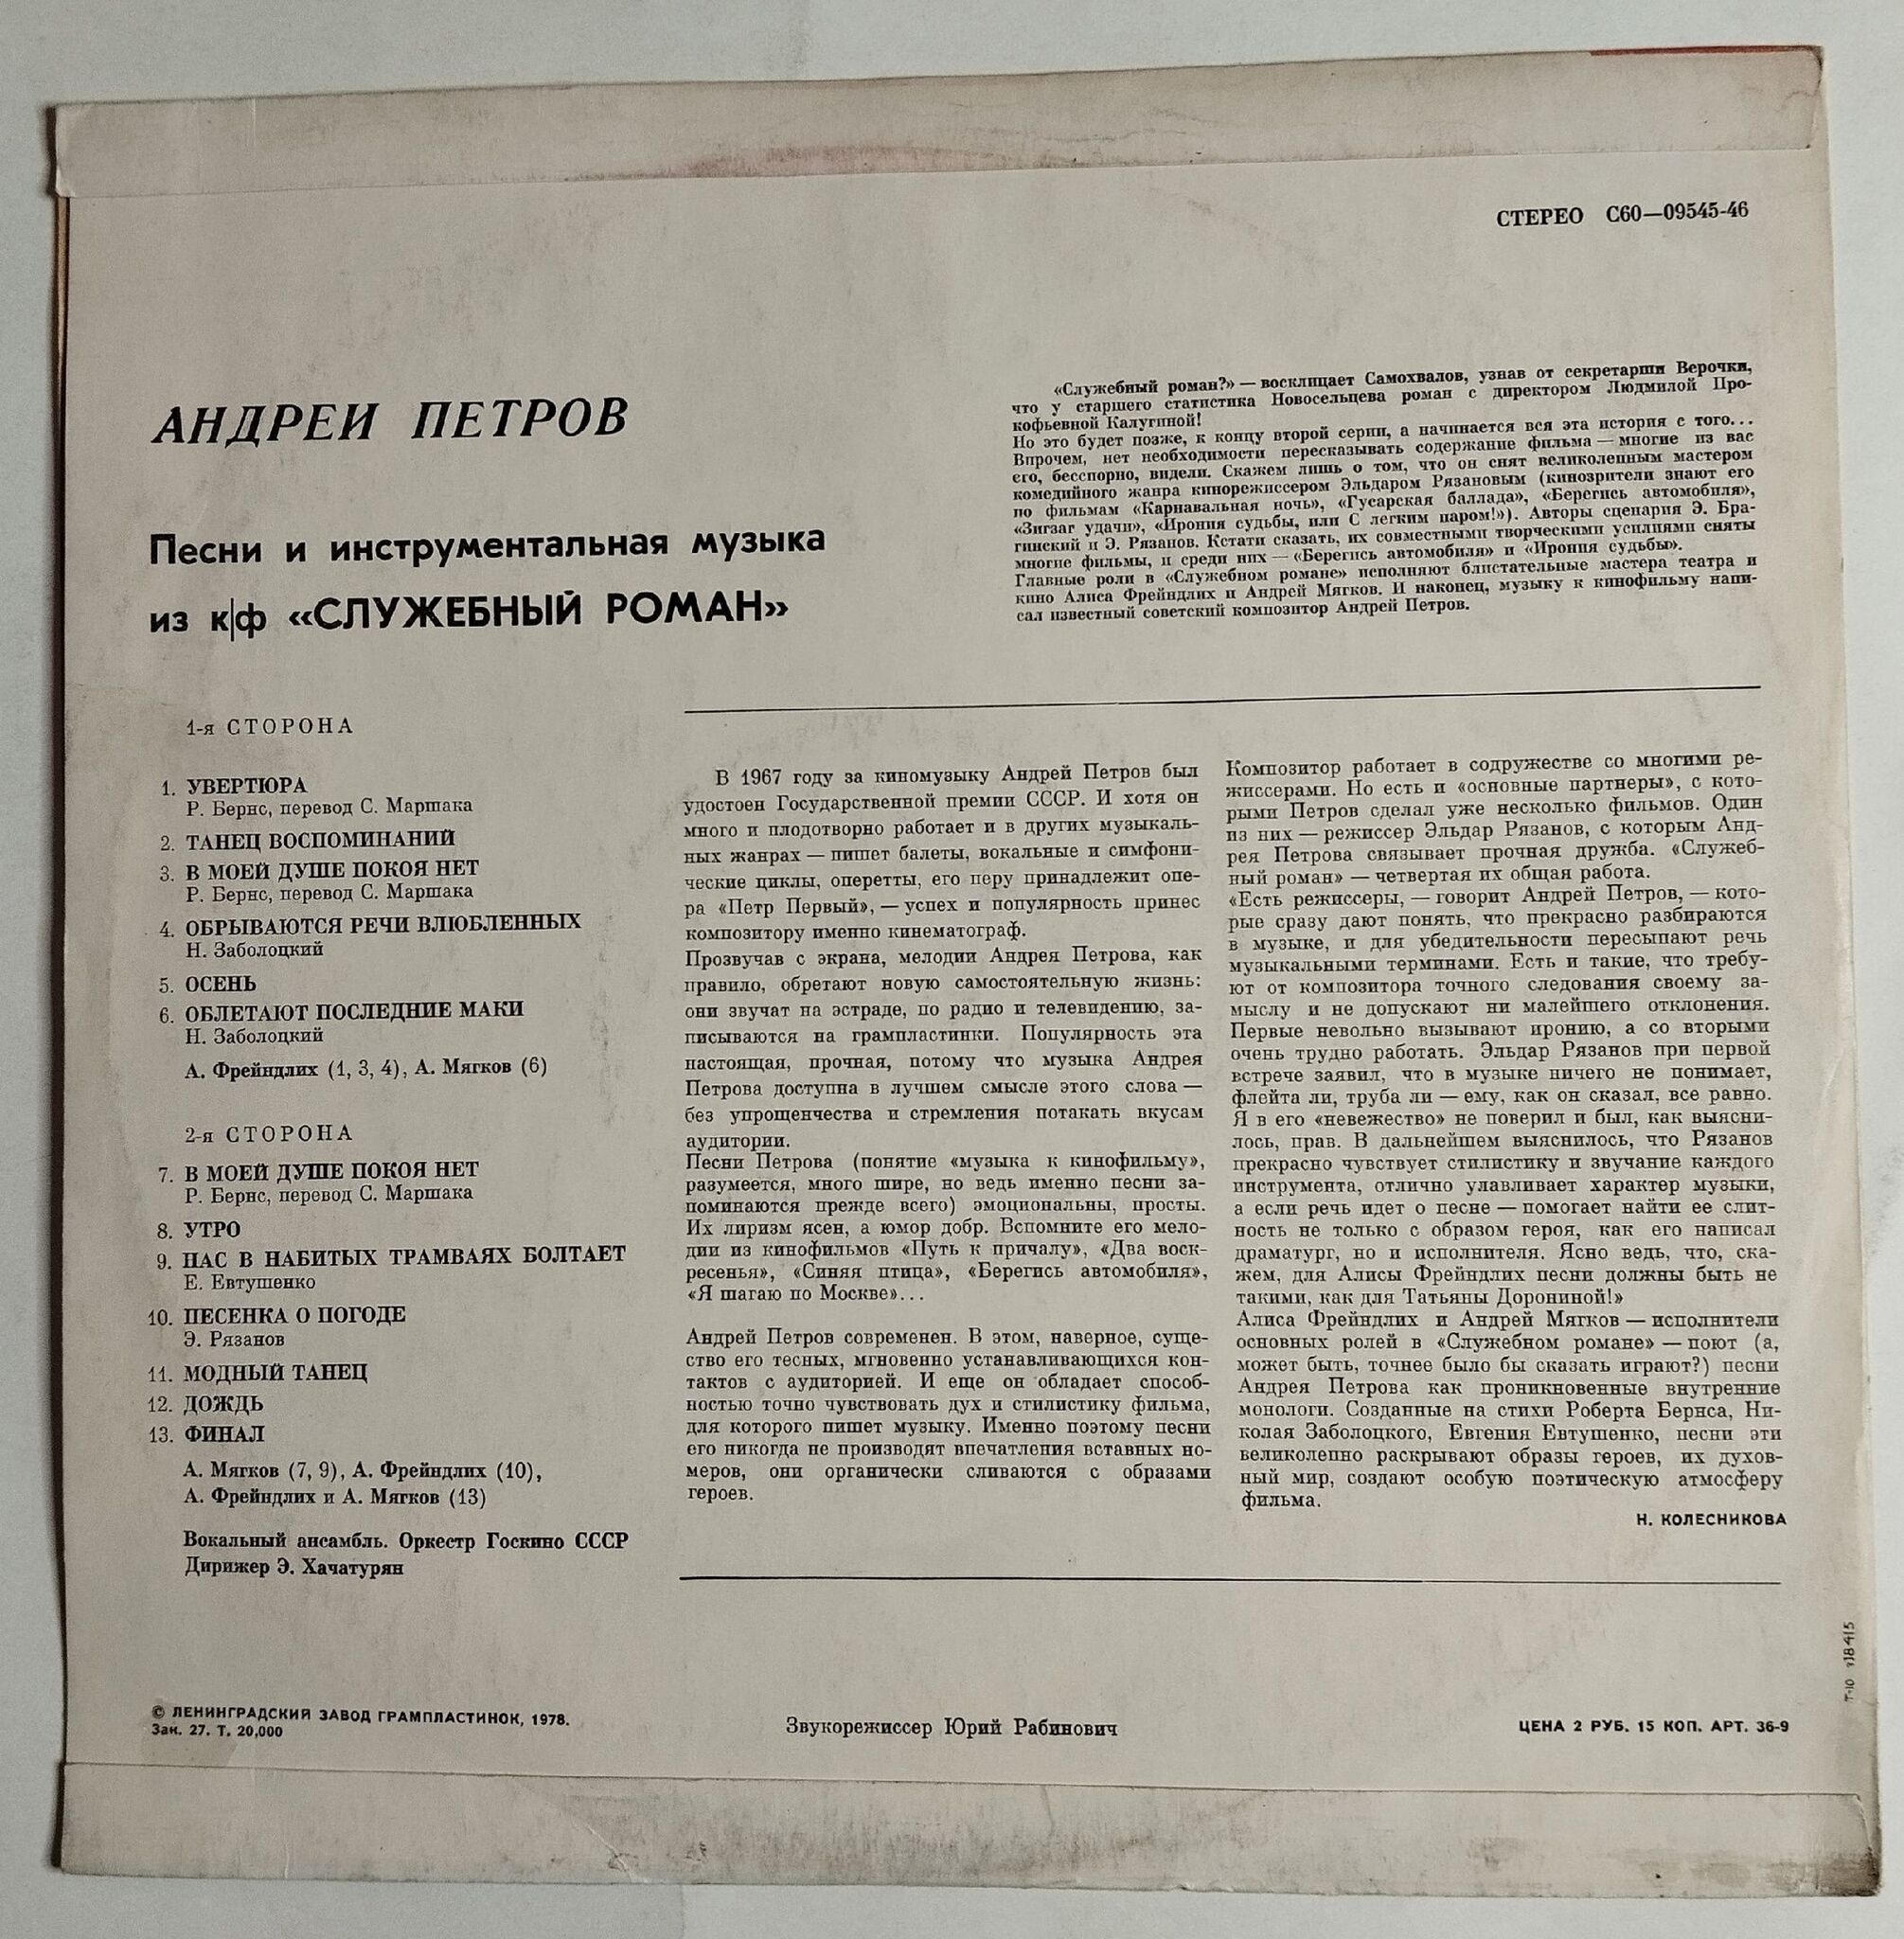 СТЕРЕО С60—09545-46
АНДРЕИ ПЕТРОВ
Песни и инструментальная музыка
из к|ф «СЛУЖЕБНЫЙ РОМАН»
«Служебный роман?» — восклицает Самохвалов, узнав от секретарши Верочки,
что у старшего статистика Новосельцева роман с директором Людмилой Про-
кофьевной Калугиной!
Но это будет позже, к концу второй серии, а начинается вся эта история с того...
Впрочем, нет необходимости пересказывать содержание фильма — многие из вас
его, бесспорно, видели. Скажем лишь о том, что он снят великолепным мастером
комедийного жанра кинорежиссером Эльдаром Рязановым (кинозрители знают его
по фильмам «Карнавальная ночь», «Гусарская баллада», «Берегись автомобиля»,
«Зигзаг удачи», «Ирония судьбы, или С легким паром!»). Авторы сценария Э. Бра-
гинский и Э. Рязанов. Кстати сказать, их совместными творческими усилиями сняты
многие фильмы, и среди них — «Берегись автомобиля» и «Ирония судьбы».
Главные роли в «Служебном романе» исполняют блистательные мастера театра и
кино Алиса Фрейндлих и Андрей Мягков. И наконец, музыку к кинофильму напи-
сал известный советский композитор Андрей Петров.
1-я СТОРОНА
1. УВЕРТЮРА
Р. Бернс, перевод С. Маршака
2. ТАНЕЦ ВОСПОМИНАНИЙ
3. В МОЕЙ ДУШЕ ПОКОЯ НЕТ
Р. Бернс, перевод С. Маршака
4. ОБРЫВАЮТСЯ РЕЧИ ВЛЮБЛЕННЫХ
Н. Заболоцкий
5. ОСЕНЬ
6. ОБЛЕТАЮТ ПОСЛЕДНИЕ МАКИ
Н. Заболоцкий
А. Фрейндлих (1, 3, 4), А. Мягков (6)
2-я СТОРОНА
7. В МОЕЙ ДУШЕ ПОКОЯ НЕТ
Р. Бернс, перевод С. Маршака
8. УТРО
9. НАС В НАБИТЫХ ТРАМВАЯХ БОЛТАЕТ
Е. Евтушенко
10. ПЕСЕНКА О ПОГОДЕ
Э. Рязанов
11. МОДНЫЙ ТАНЕЦ
12. ДОЖДЬ
13. ФИНАЛ
А. Мягков (7, 9), А. Фрейндлих (10),
А. Фрейндлих и А. Мягков (13)
Вокальный ансамбль. Оркестр Госкино СССР
Дирижер Э. Хачатурян
В 1967 году за киномузыку Андрей Петров был
удостоен Государственной премии СССР. И хотя он
много и плодотворно работает и в других музыкаль-
ных жанрах — пишет балеты, вокальные и симфони-
ческие циклы, оперетты, его перу принадлежит опе-
ра «Петр Первый», — успех и популярность принес
композитору именно кинематограф.
Прозвучав с экрана, мелодии Андрея Петрова, как
правило, обретают новую самостоятельную жизнь:
они звучат на эстраде, по радио и телевидению, за-
писываются на грампластинки. Популярность эта
настоящая, прочная, потому что музыка Андрея
Петрова доступна в лучшем смысле этого слова —
без упрощенчества и стремления потакать вкусам
аудитории.
Песни Петрова (понятие «музыка к кинофильму»,
разумеется, много шире, но ведь именно песни за-
поминаются прежде всего) эмоциональны, просты.
Их лиризм ясен, а юмор добр. Вспомните его мело-
дии из кинофильмов «Путь к причалу», «Два воск-
ресенья», «Синяя птица», «Берегись автомобиля»,
«Я шагаю по Москве»...
Андрей Петров современен. В этом, наверное, суще-
ство его тесных, мгновенно устанавливающихся кон-
тактов с аудиторией. И еще он обладает способ-
ностью точно чувствовать дух и стилистику фильма,
для которого пишет музыку. Именно поэтому песни
его никогда не производят впечатления вставных но-
меров, они органически сливаются с образами
героев.
Композитор работает в содружестве со многими ре-
жиссерами. Но есть и «основные партнеры», с кото-
рыми Петров сделал уже несколько фильмов. Один
из них — режиссер Эльдар Рязанов, с которым Анд-
рея Петрова связывает прочная дружба. «Служеб-
ный роман» — четвертая их общая работа.
«Есть режиссеры, — говорит Андрей Петров, — кото-
рые сразу дают понять, что прекрасно разбираются
в музыке, и для убедительности пересыпают речь
музыкальными терминами. Есть и такие, что требу-
ют от композитора точного следования своему за-
мыслу и не допускают ни малейшего отклонения.
Первые невольно вызывают иронию, а со вторыми
очень трудно работать. Эльдар Рязанов при первой
встрече заявил, что в музыке ничего не понимает,
флейта ли, труба ли — ему, как он сказал, все равно.
Я в его «невежество» не поверил и был, как выясни-
лось, прав. В дальнейшем выяснилось, что Рязанов
прекрасно чувствует стилистику и звучание каждого
инструмента, отлично улавливает характер музыки,
а если речь идет о песне — помогает найти ее слит-
ность не только с образом героя, как его написал
драматург, но и исполнителя. Ясно ведь, что, ска-
жем, для Алисы Фрейндлих песни должны быть не
такими, как для Татьяны Дорониной!»
Алиса Фрейндлих и Андрей Мягков — исполнители
основных ролей в «Служебном романе» — поют (а,
может быть, точнее было бы сказать играют?) песни
Андрея Петрова как проникновенные внутренние
монологи. Созданные на стихи Роберта Бернса, Ни-
колая Заболоцкого, Евгения Евтушенко, песни эти
великолепно раскрывают образы героев, их духов-
ный мир, создают особую поэтическую атмосферу
фильма.
Н. КОЛЕСНИКОВА
© ЛЕНИНГРАДСКИЙ ЗАВОД ГРАМПЛАСТИНОК, 1978.
Зак. 27. Т. 20,000
Звукорежиссер Юрий Рабинович
ЦЕНА 2 РУБ. 15 КОП. АРТ. 36-9